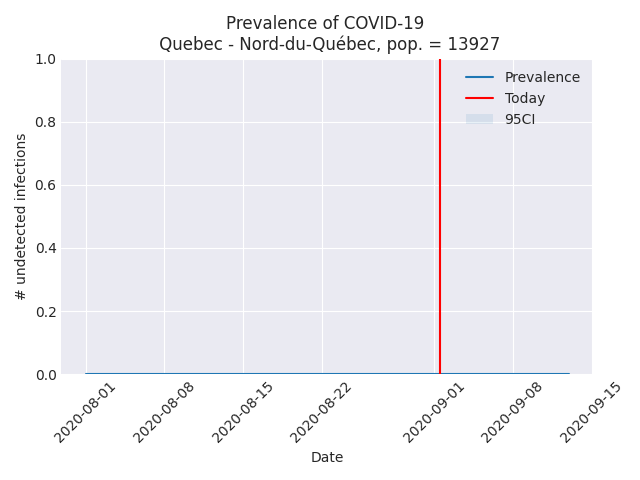 Prevalence of COVID-19
Quebec - Nord-du-Québec, pop. = 13927
1.0
0.8
0.6
0.4
0.2
0.0
# undetected infections
Prevalence
Today
95CI
2020-08-01
2020-08-08
2020-08-15
2020-08-22
2020-09-01
2020-09-08
2020-09-15
Date